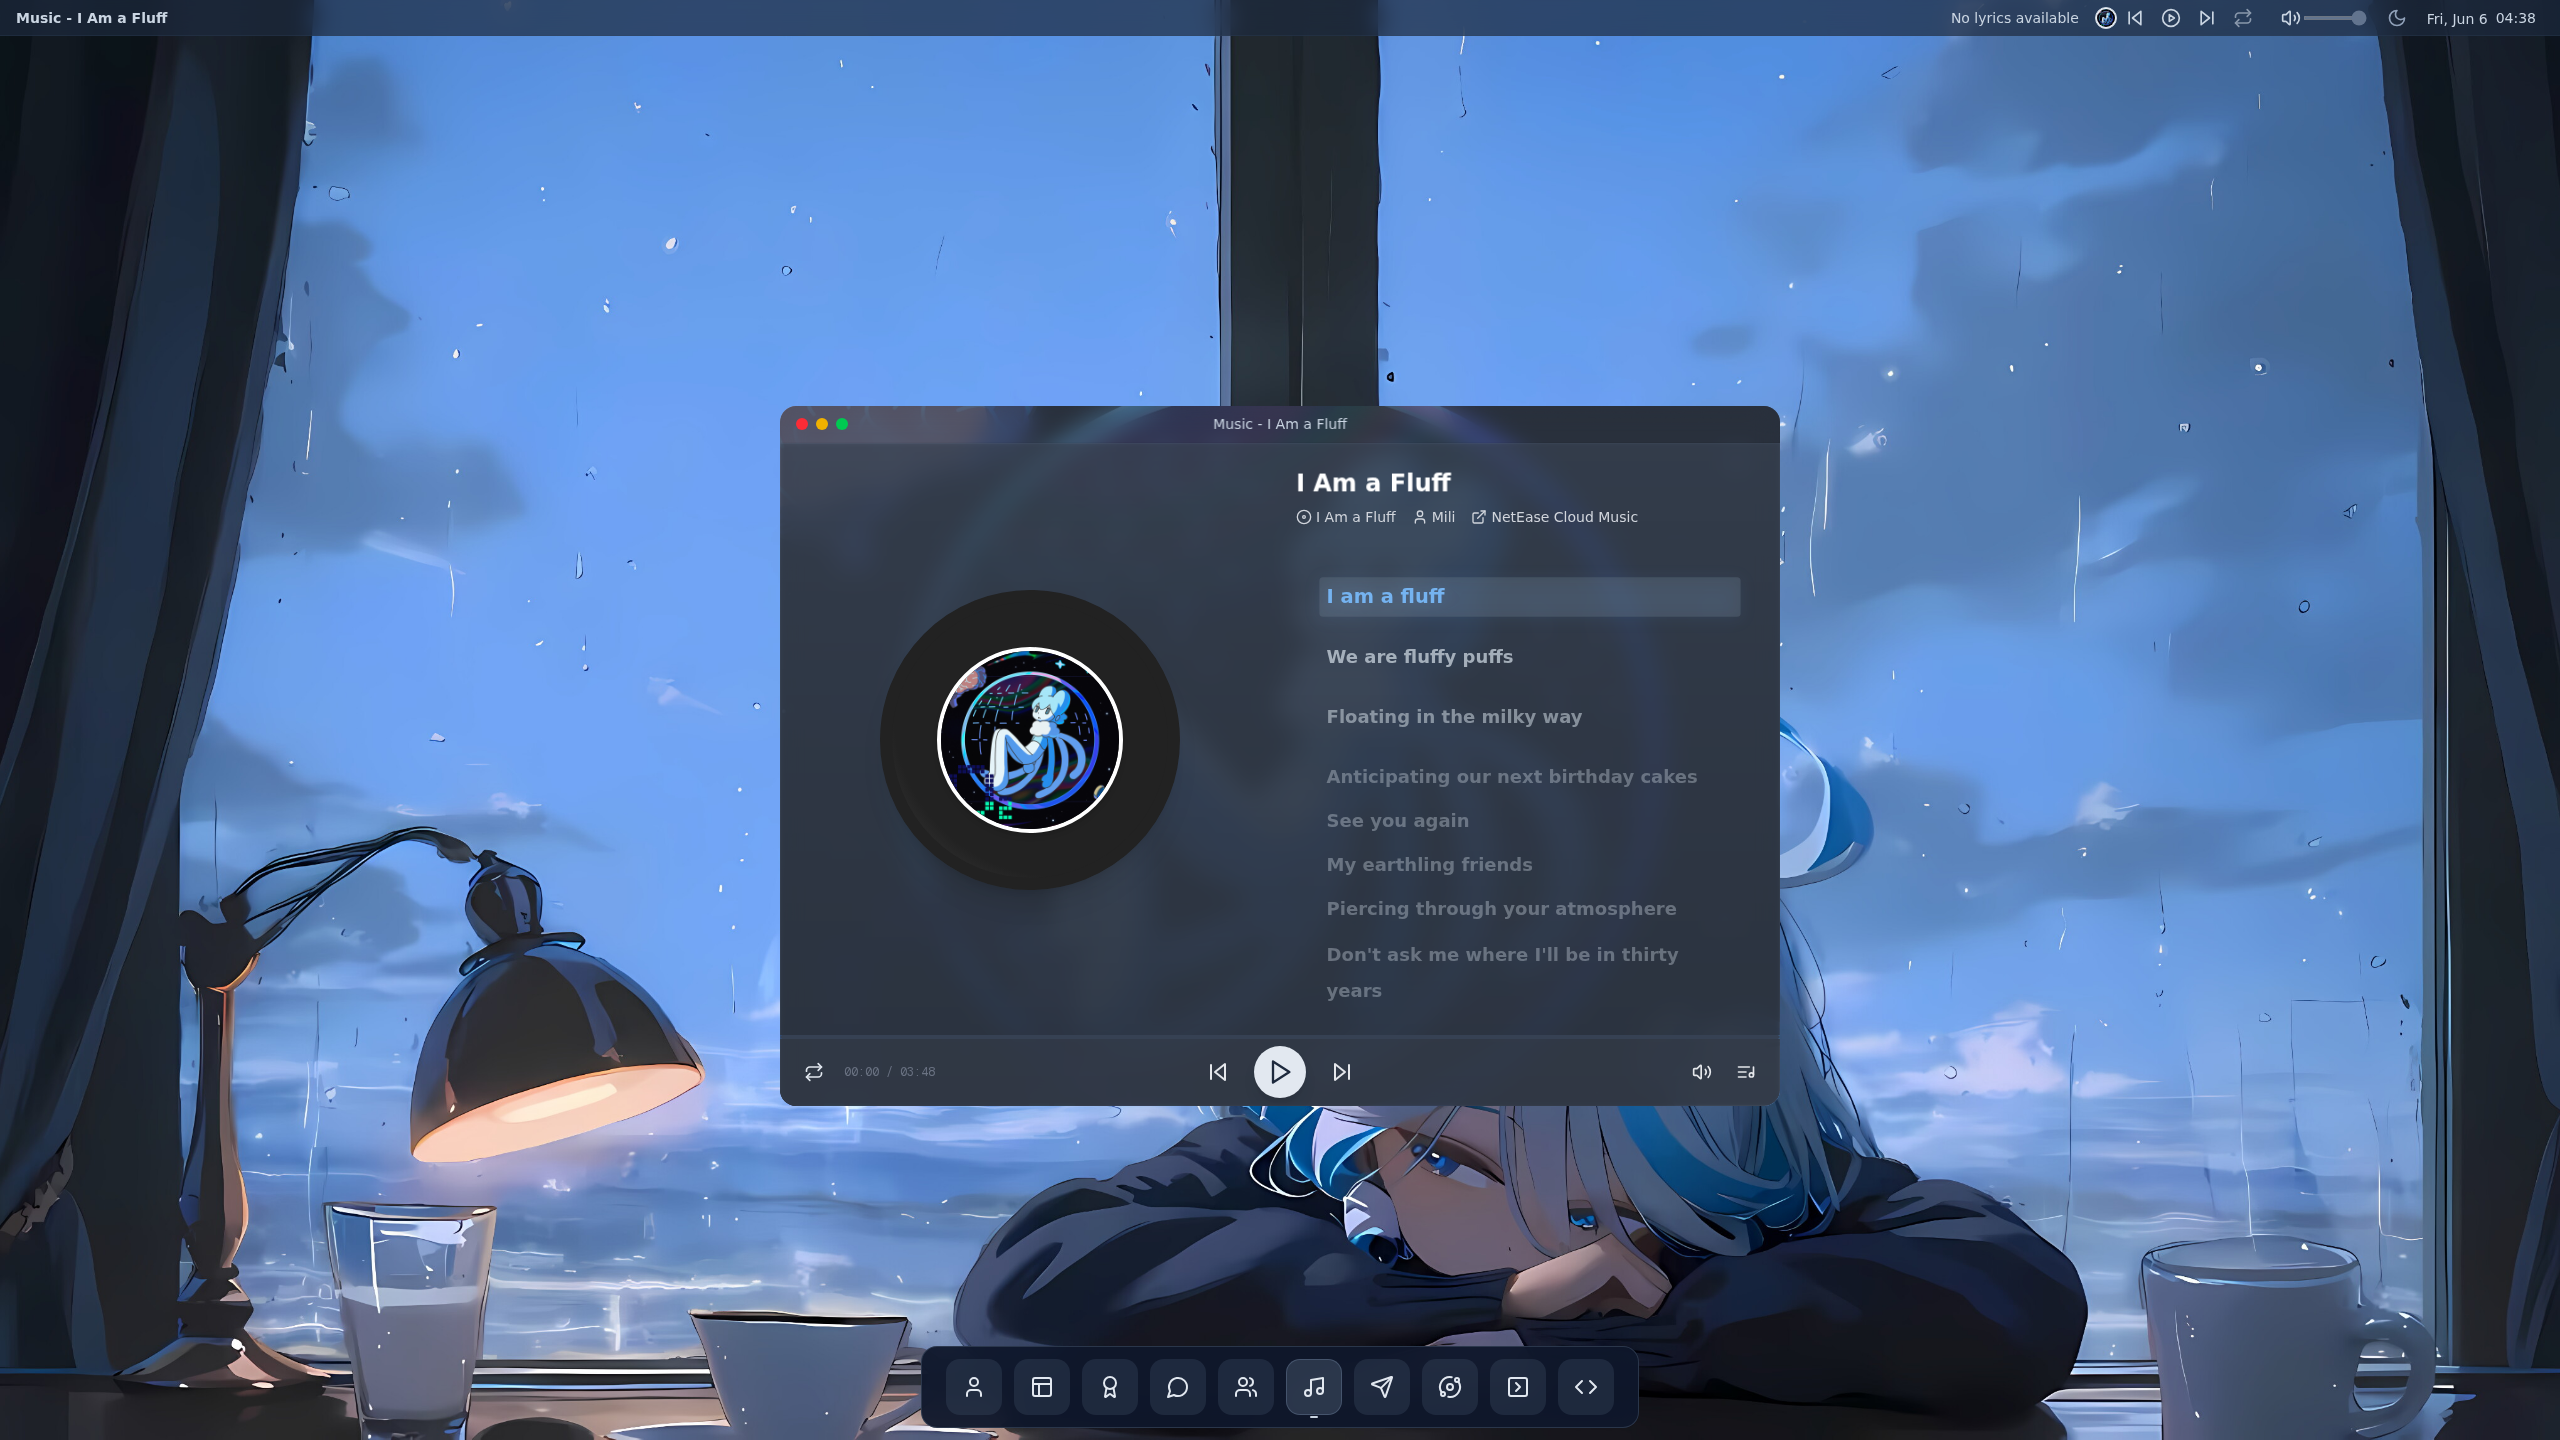 Music - I Am a Fluff
No lyrics available
Fri, Jun 6 04:38
Music - I Am a Fluff
I Am a Fluff
I Am a Fluff Mili NetEase Cloud Music
I am a fluff
We are fluffy puffs
Floating in the milky way
Anticipating our next birthday cakes
See you again
My earthling friends
Piercing through your atmosphere
Don't ask me where I'll be in thirty
years
00:00 / 03:48